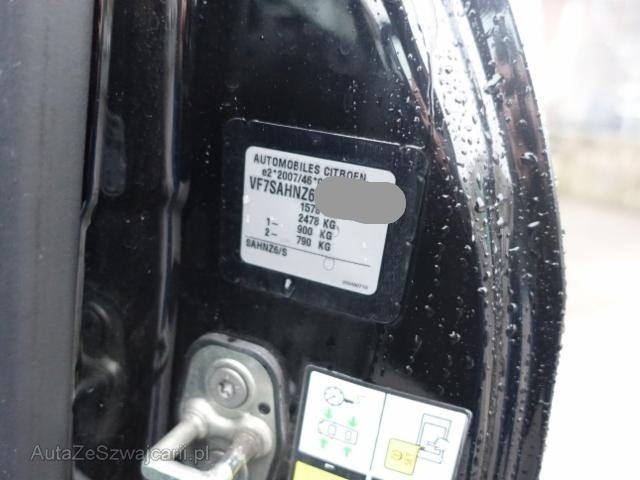 AUTOMOBILES CITROEN
e2*2007/46*
VF7SAHNZ6
1578
1- 2478 KG
2- 900 KG
790 KG
SAHNZ6/S
AutaZeSzwajcarii.pl